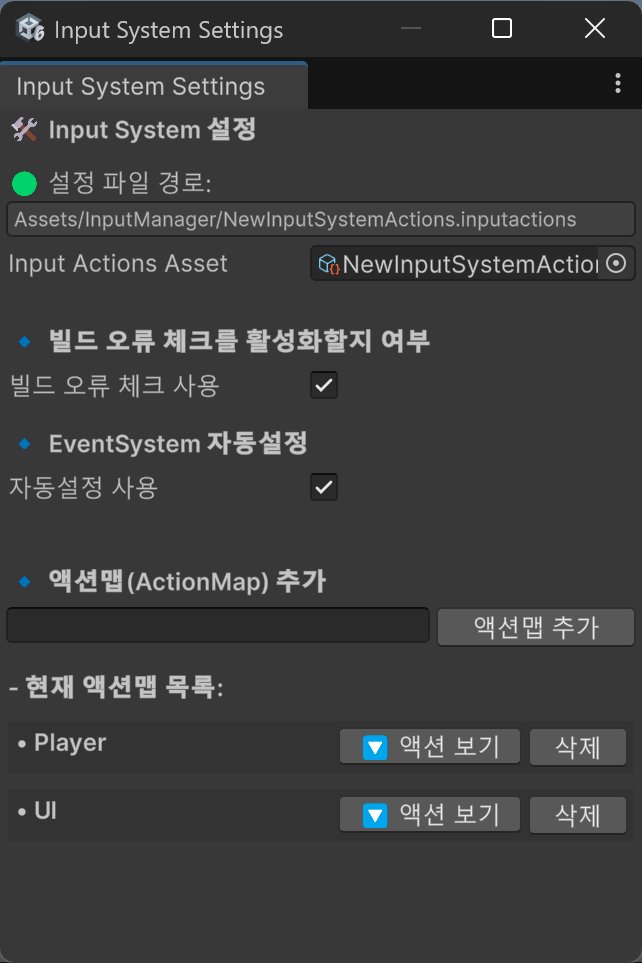 Input System Settings
Input System Settings
Input System 설정
설정 파일 경로:
Assets/InputManager/NewInputSystemActions.inputactions
Input Actions Asset NewInputSystemActio
빌드 오류 체크를 활성화할지 여부
빌드 오류 체크 사용
EventSystem 자동설정
자동설정 사용
액션맵(ActionMap) 추가
액션맵 추가
- 현재 액션맵 목록:
• Player 액션 보기 삭제
• UI 액션 보기 삭제